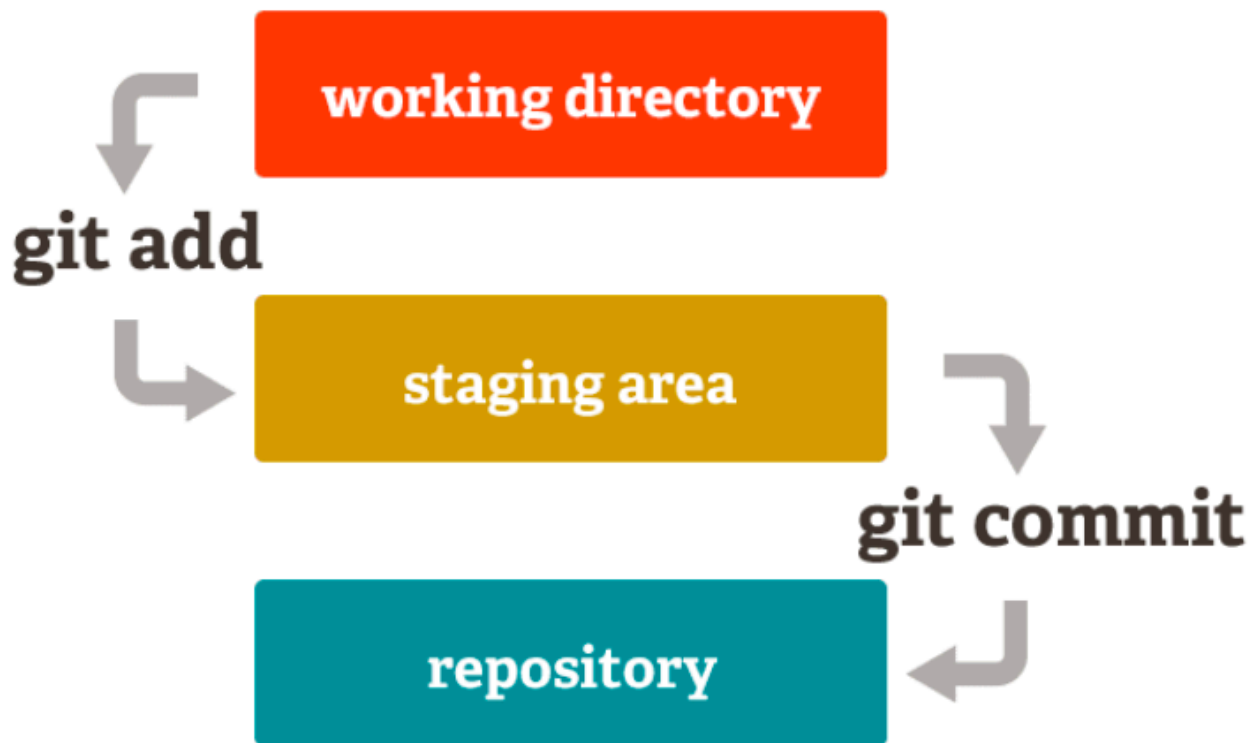 working directory
git add
staging area
git commit
repository